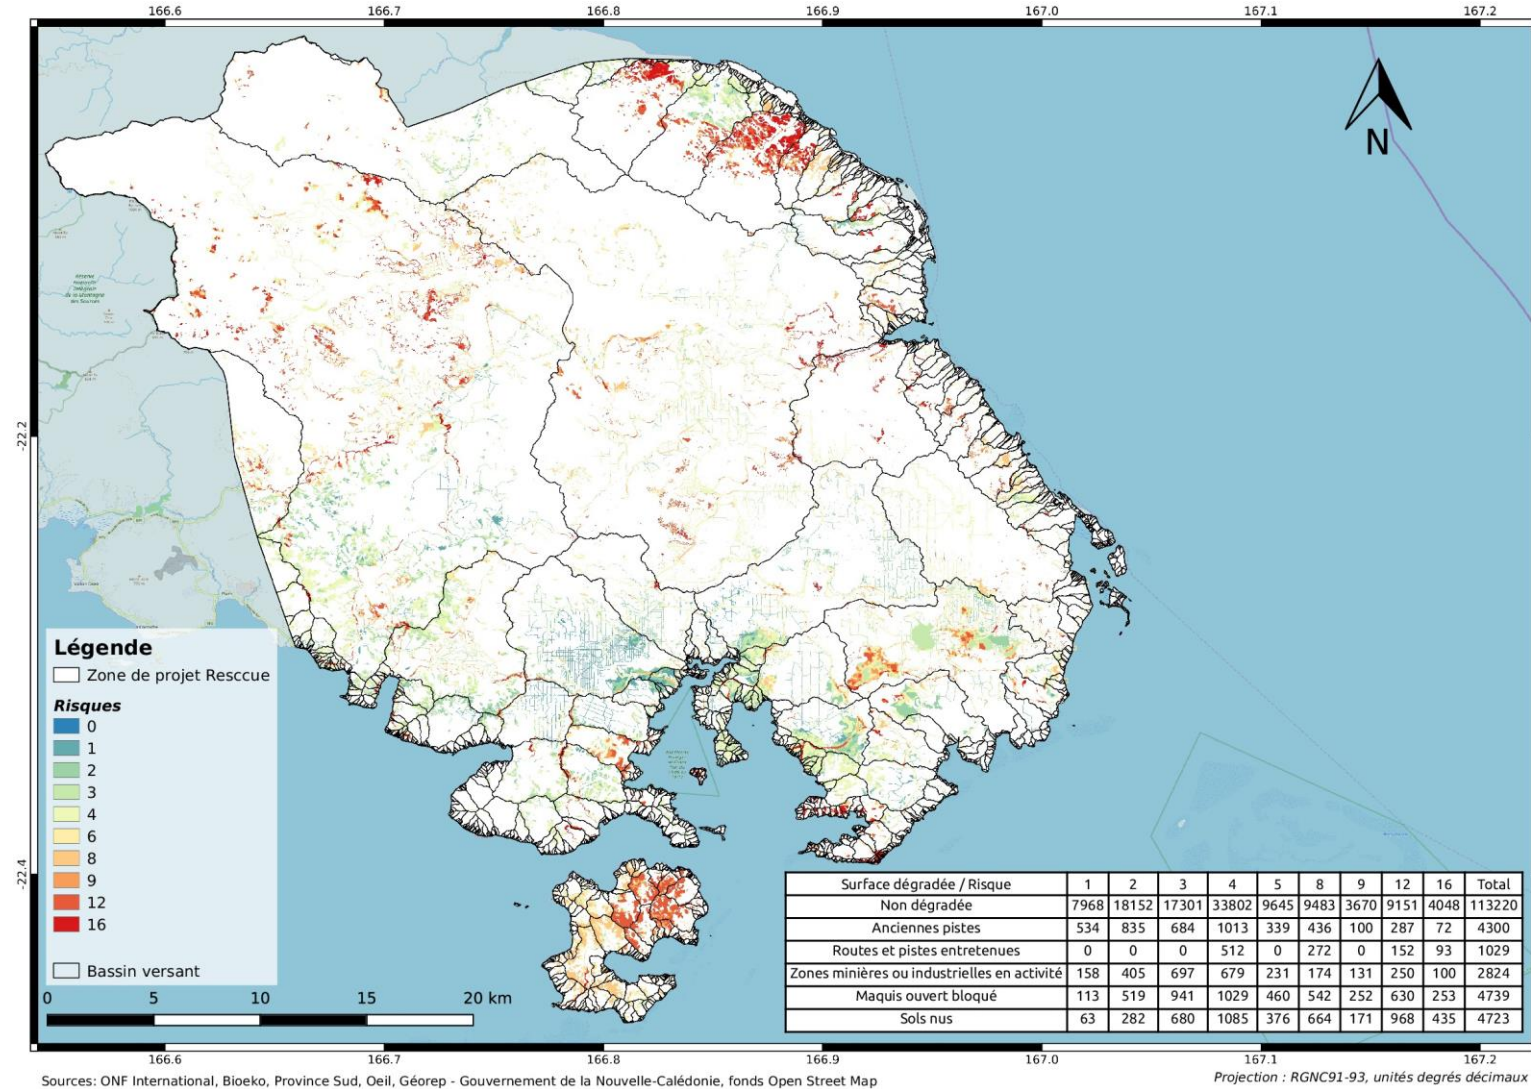 166.6 166.7 166.8 166.9 167.0 167.1 167.2
N
-22.2
-22.4
Légende
Zone de projet Resccue
Risques
0
1
2
3
4
6
8
9
12
16
Bassin versant
0 5 10 15 20 km
Surface dégradée / Risque 1 2 3 4 5 8 9 12 16 Total
Non dégradée 7968 18152 17301 33802 9645 9483 3670 9151 4048 113220
Anciennes pistes 534 835 684 1013 339 436 100 287 72 4300
Routes et pistes entretenues 0 0 0 512 0 272 0 152 93 1029
Zones minières ou industrielles en activité 158 405 697 679 231 174 131 250 100 2824
Maquis ouvert bloqué 113 519 941 1029 460 542 252 630 253 4739
Sols nus 63 282 680 1085 376 664 171 968 435 4723
166.6 166.7 166.8 166.9 167.0 167.1 167.2
Sources: ONF International, Bioeko, Province Sud, Oeil, Géorep - Gouvernement de la Nouvelle-Calédonie, fonds Open Street Map
Projection : RGNC91-93, unités degrés décimaux